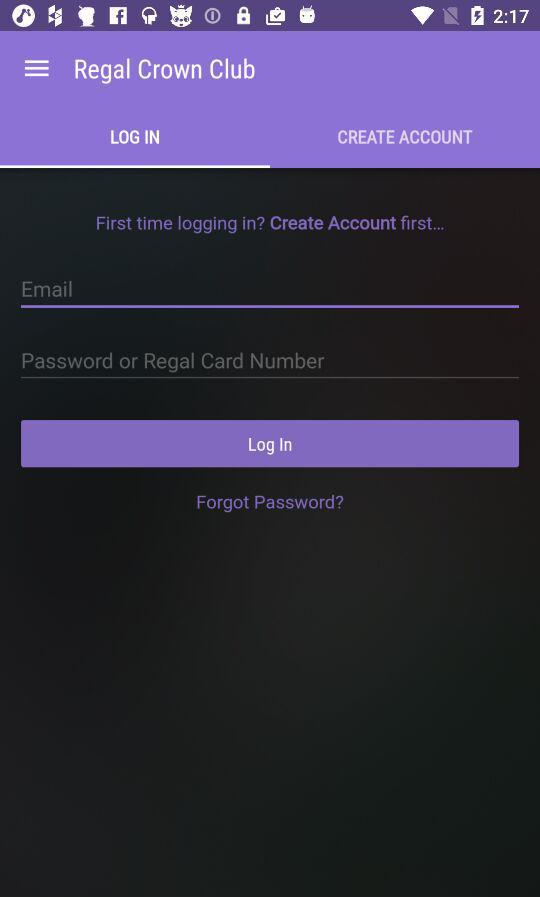 2:17
Regal Crown Club
LOG IN
CREATE ACCOUNT
First time logging in? Create Account first...
Email
Password or Regal Card Number
Log In
Forgot Password?